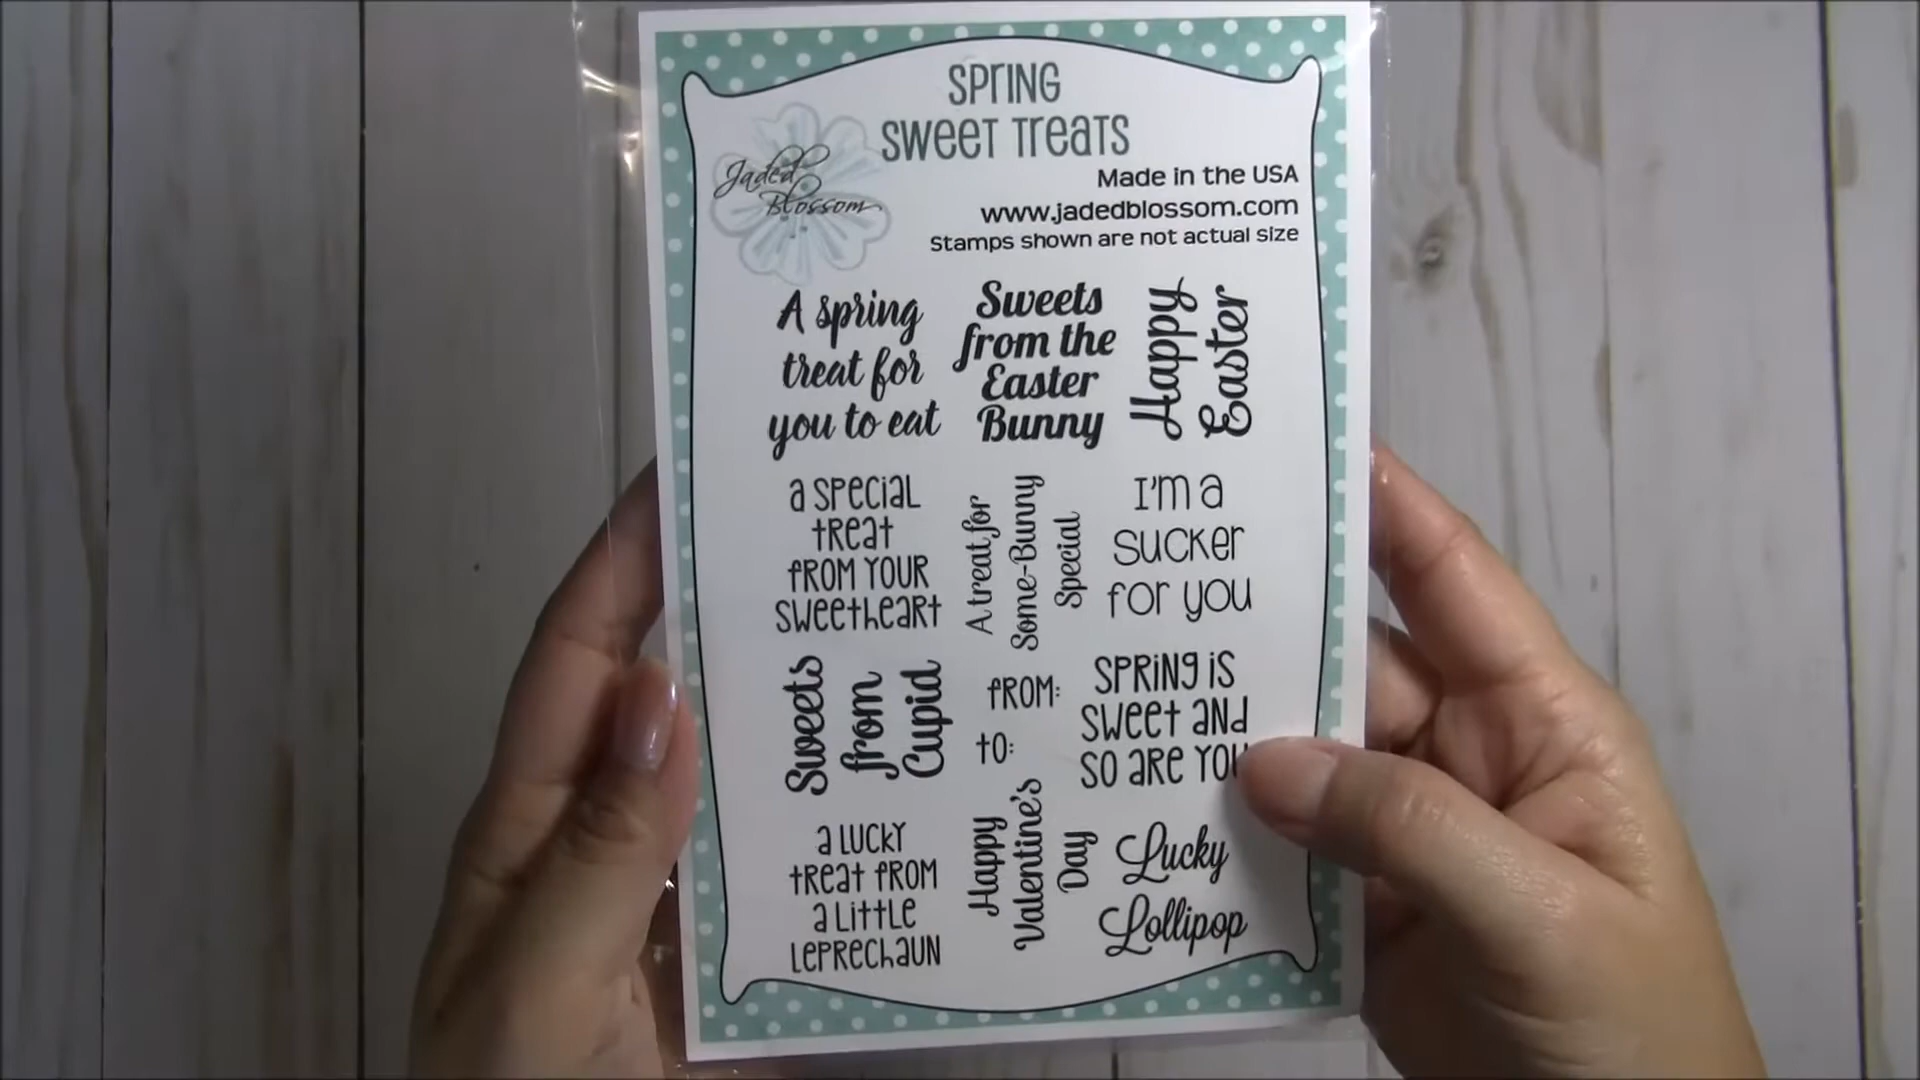 SPRING
SWEET TREATS
Jaded
Blossom
Made in the USA
www.jadedblossom.com
Stamps shown are not actual size
A spring
treat for
you to eat
Sweets
from the
Easter
Bunny
Happy
Easter
a special
treat
from your
sweetheart
A treat for
Some-Bunny
Special
I'm a
sucker
for you
Sweets
from
Cupid
from:
to:
Spring is
sweet and
so are you
a lucky
treat from
a little
leprechaun
Happy
Valentine's
Day
Lucky
Lollipop